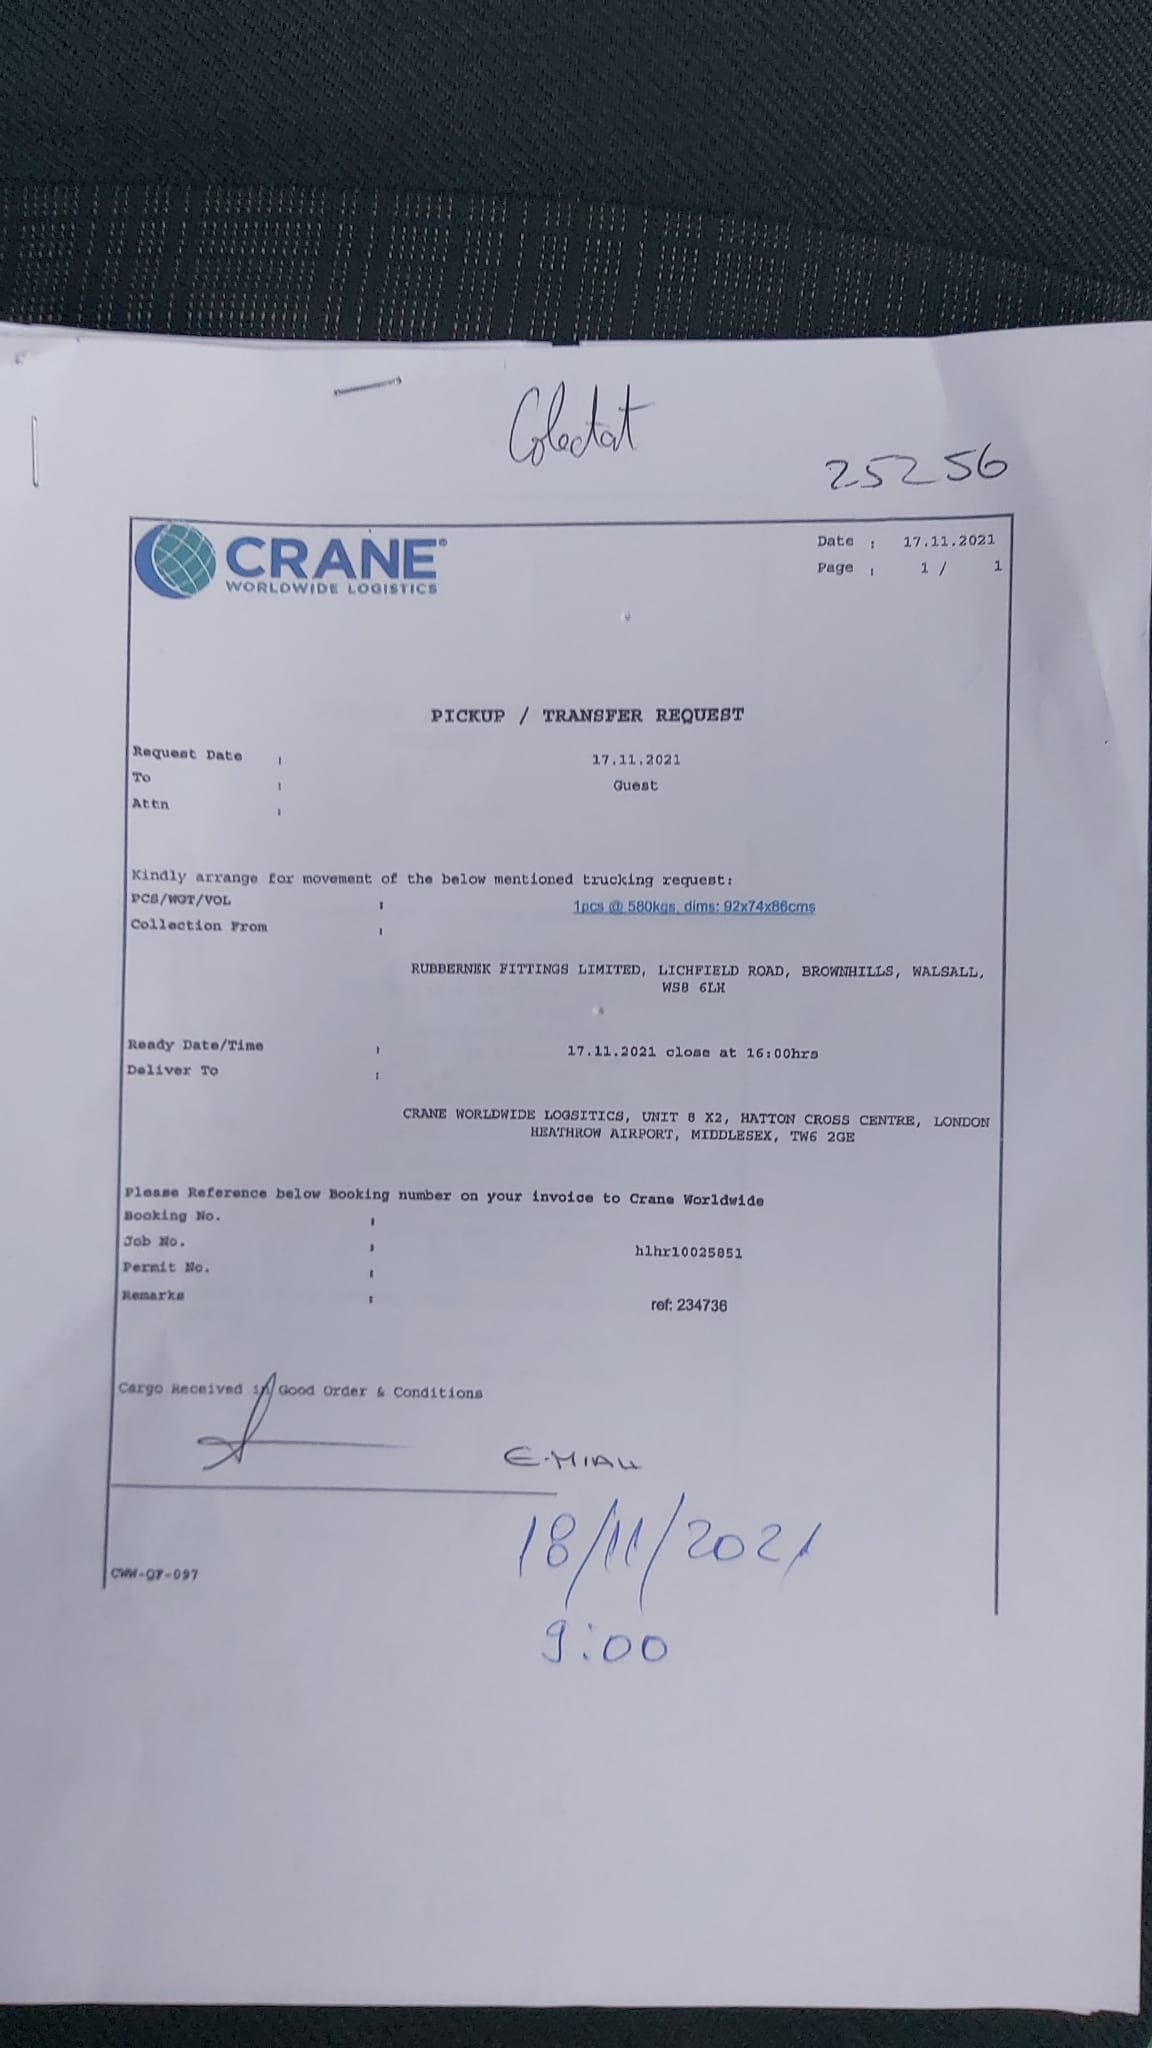 Colectat
25256
CRANE®
WORLDWIDE LOGISTICS
Date : 17.11.2021
Page : 1 / 1
PICKUP / TRANSFER REQUEST
Request Date : 17.11.2021
To : Guest
Attn :
Kindly arrange for movement of the below mentioned trucking request:
PCS/WGT/VOL : 1pcs @ 580kgs, dims: 92x74x86cms
Collection From :
RUBBERNEK FITTINGS LIMITED, LICHFIELD ROAD, BROWNHILLS, WALSALL,
WS8 6LH
Ready Date/Time : 17.11.2021 close at 16:00hrs
Deliver To :
CRANE WORLDWIDE LOGSITICS, UNIT 8 X2, HATTON CROSS CENTRE, LONDON
HEATHROW AIRPORT, MIDDLESEX, TW6 2GE
Please Reference below Booking number on your invoice to Crane Worldwide
Booking No. :
Job No. : hlhr10025851
Permit No. :
Remarks : ref: 234736
Cargo Received in Good Order & Conditions
18/11/2021
CWW-QF-097
9:00